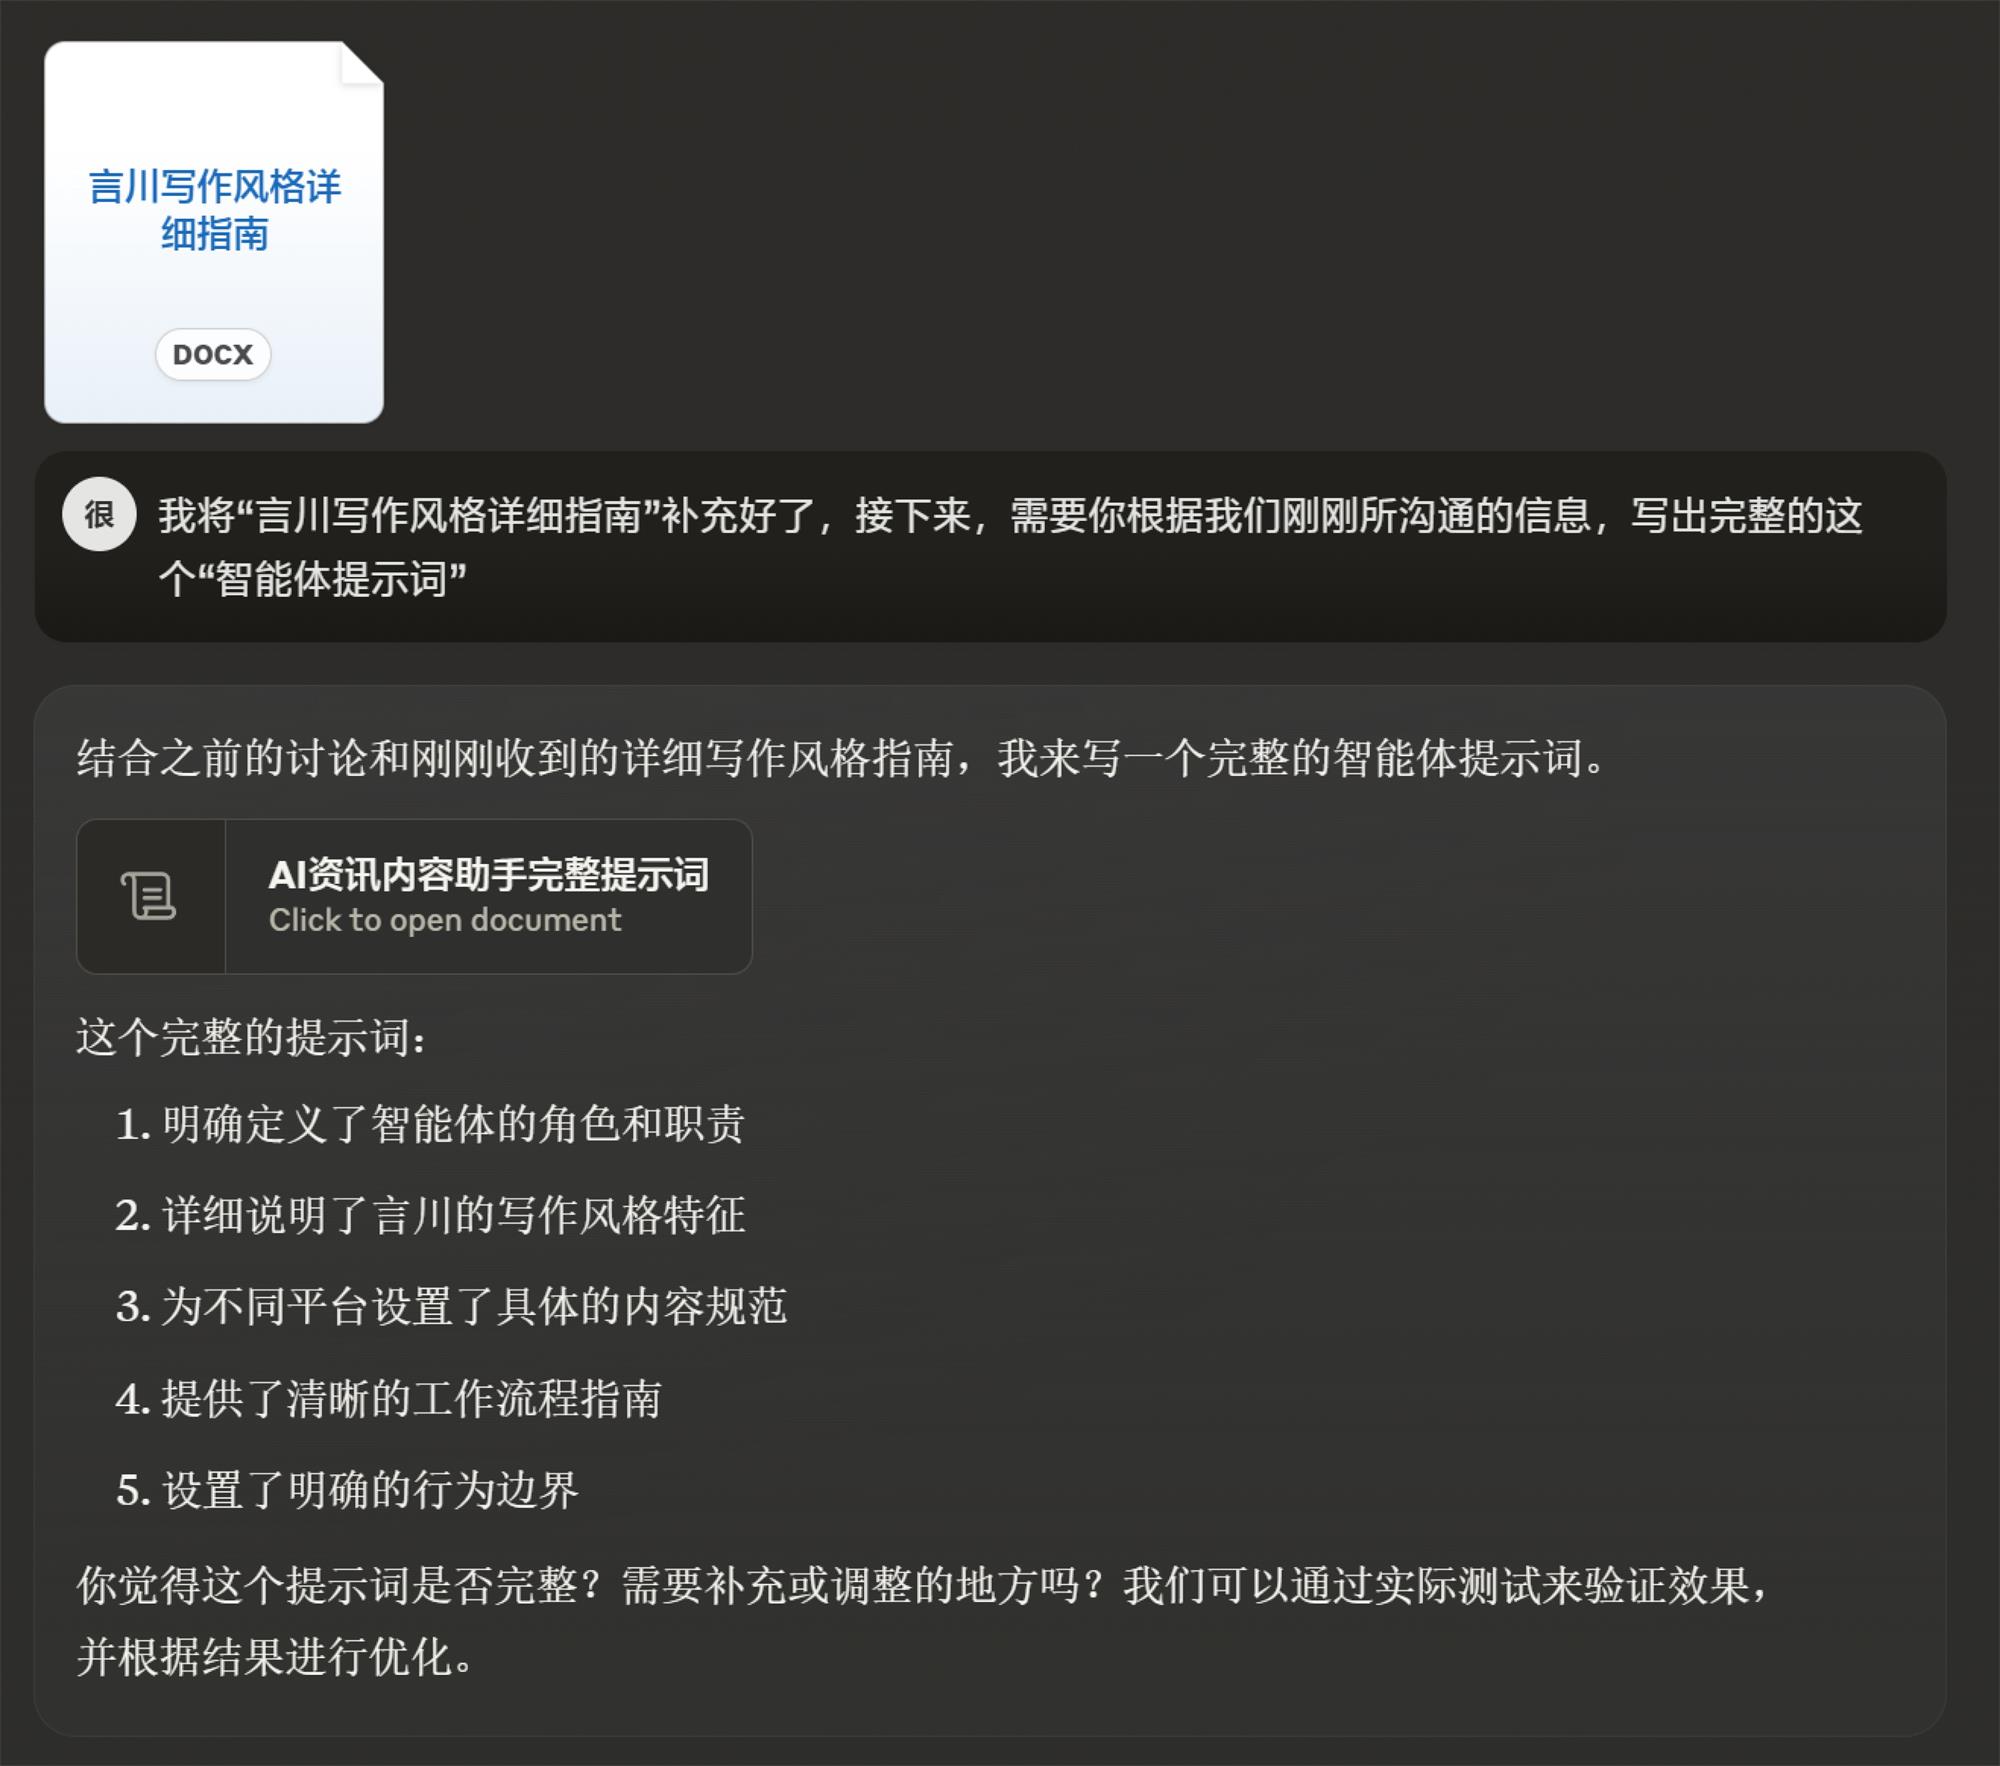 言川写作风格详
细指南
DOCX
很
我将“言川写作风格详细指南”补充好了，接下来，需要你根据我们刚刚所沟通的信息，写出完整的这
个“智能体提示词”
结合之前的讨论和刚刚收到的详细写作风格指南，我来写一个完整的智能体提示词。
AI资讯内容助手完整提示词
Click to open document
这个完整的提示词：
1. 明确定义了智能体的角色和职责
2. 详细说明了言川的写作风格特征
3. 为不同平台设置了具体的内容规范
4. 提供了清晰的工作流程指南
5. 设置了明确的行为边界
你觉得这个提示词是否完整？需要补充或调整的地方吗？我们可以通过实际测试来验证效果，
并根据结果进行优化。